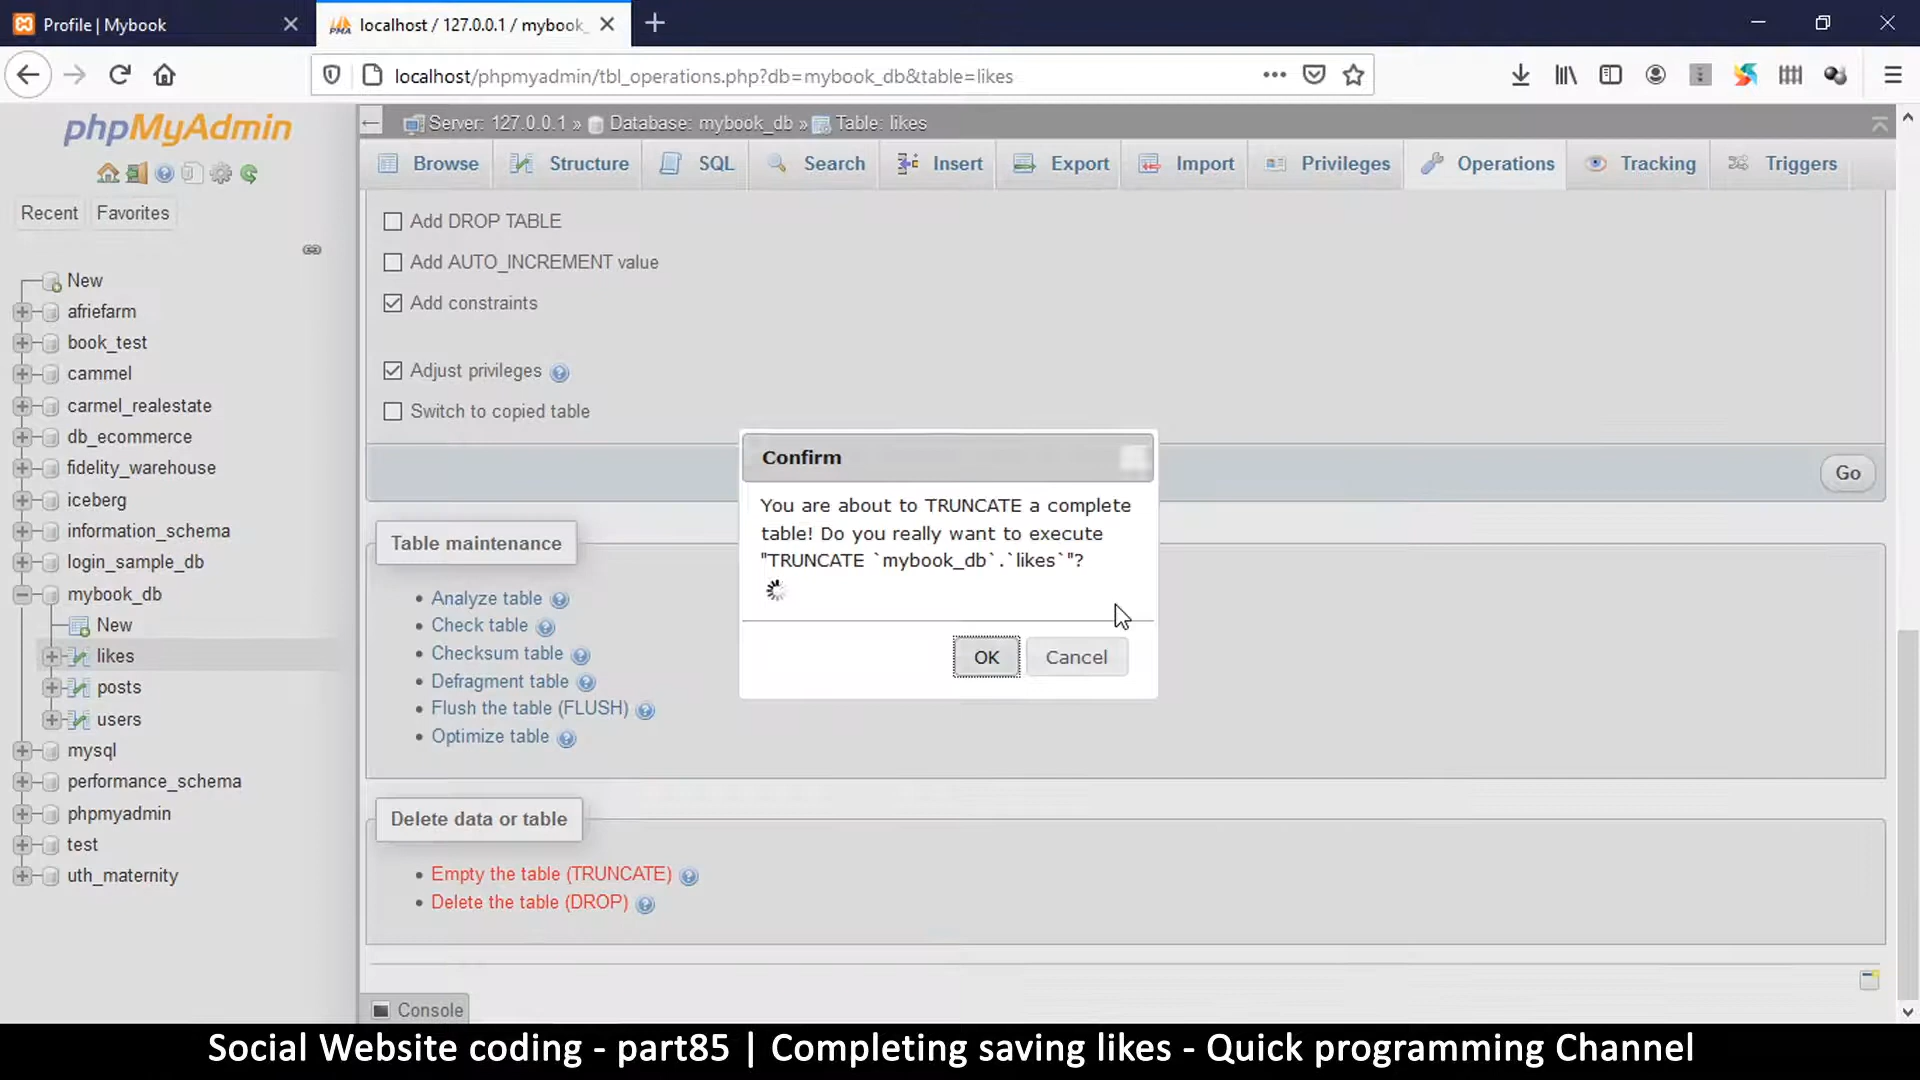 Profile | Mybook
localhost / 127.0.0.1 / mybook_
localhost/phpmyadmin/tbl_operations.php?db=mybook_db&table=likes
phpMyAdmin
Recent
Favorites
New
afriefarm
book_test
cammel
carmel_realestate
db_ecommerce
fidelity_warehouse
iceberg
information_schema
login_sample_db
mybook_db
New
likes
posts
users
mysql
performance_schema
phpmyadmin
test
uth_maternity
Server: 127.0.0.1 » Database: mybook_db » Table: likes
Browse
Structure
SQL
Search
Insert
Export
Import
Privileges
Operations
Tracking
Triggers
Add DROP TABLE
Add AUTO_INCREMENT value
Add constraints
Adjust privileges
Switch to copied table
Go
Confirm
You are about to TRUNCATE a complete
table! Do you really want to execute
"TRUNCATE `mybook_db`.`likes`"?
OK
Cancel
Table maintenance
Analyze table
Check table
Checksum table
Defragment table
Flush the table (FLUSH)
Optimize table
Delete data or table
Empty the table (TRUNCATE)
Delete the table (DROP)
Console
Social Website coding - part85 | Completing saving likes - Quick programming Channel